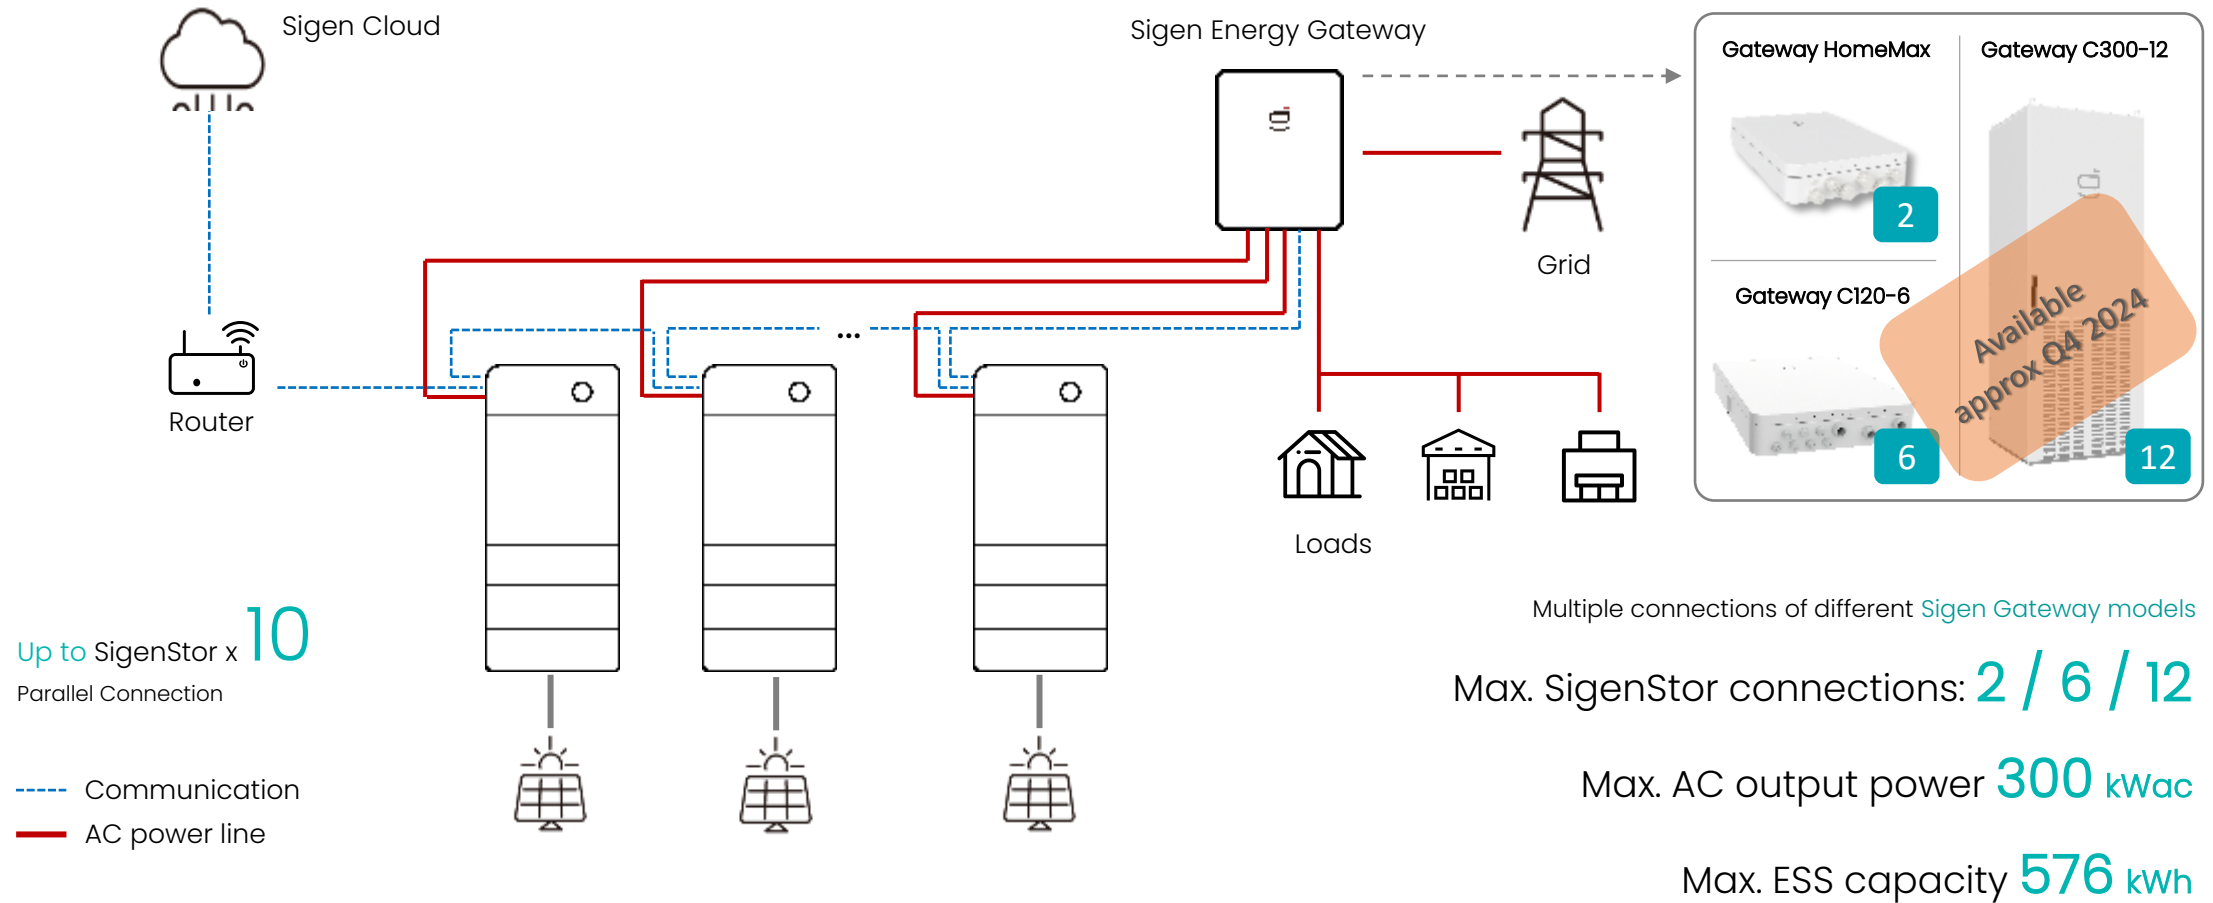 Sigen Cloud
Sigen Energy Gateway
Gateway HomeMax
Gateway C300-12
2
Grid
Gateway C120-6
Available
approx Q4 2024
...
Router
6
12
Loads
Up to SigenStor x 10
Parallel Connection
Multiple connections of different Sigen Gateway models
Max. SigenStor connections: 2 / 6 / 12
Max. AC output power 300 kWac
Max. ESS capacity 576 kWh
Communication
AC power line